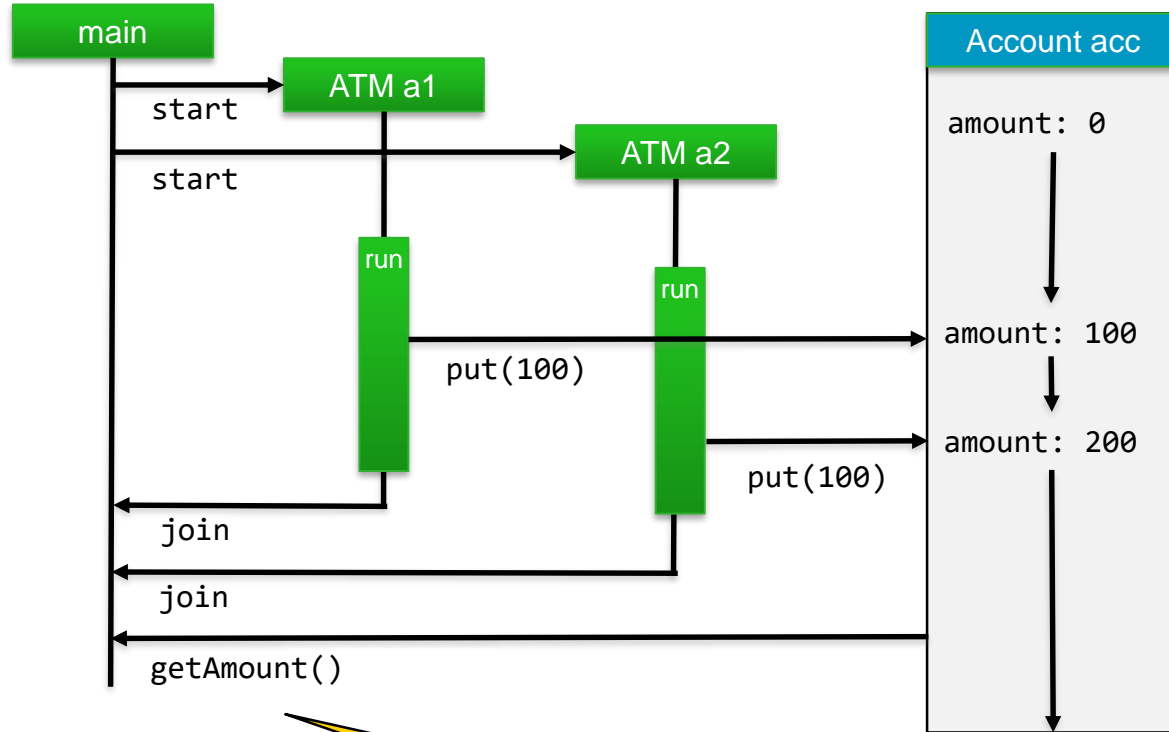 main
Account acc
ATM a1
start
amount: 0
ATM a2
start
run
run
amount: 100
put(100)
amount: 200
put(100)
join
join
getAmount()